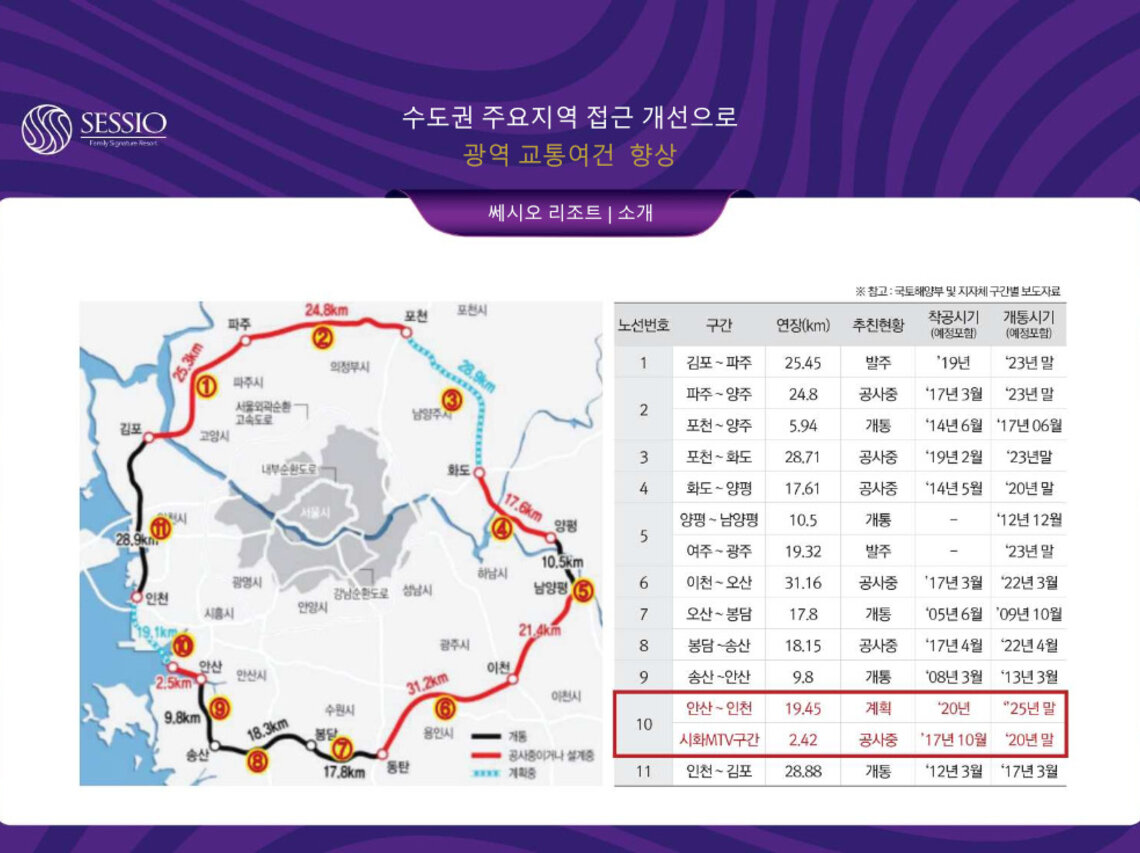 SESSIO
Family Signature Resort
수도권 주요지역 접근 개선으로
광역 교통여건 향상
쎄시오 리조트 | 소개
※ 참고 : 국토해양부 및 지자체 구간별 보도자료
24.8km
포천
포천시
파주
②
25.3km
의정부시
28.9km
①
파주시
③
서울외곽순환
고속도로
남양주시
김포
고양시
내부순환도로
화도
17.6km
서울시
④
양평
⑪
인천시
28.9km
10.5km
하남시
광명시
남양평
⑤
강남순환도로
성남시
인천
안양시
시흥시
21.4km
19.1km
⑩
광주시
안산
이천
안산시
2.5km
31.2km
이천시
⑨
⑥
9.8km
수원시
18.3km
용인시
봉담
개통
송산
⑦
공사중이거나 설계중
⑧
동탄
17.8km
계획중
노선번호 구간 연장(km) 추친현황 착공시기 개통시기
(예정포함) (예정포함)
1 김포 ~ 파주 25.45 발주 ’19년 ‘23년 말
2 파주 ~ 양주 24.8 공사중 ‘17년 3월 ‘23년 말
포천 ~ 양주 5.94 개통 ‘14년 6월 ‘17년 06월
3 포천 ~ 화도 28.71 공사중 ‘19년 2월 ‘23년말
4 화도 ~ 양평 17.61 공사중 ‘14년 5월 ‘20년 말
5 양평 ~ 남양평 10.5 개통 – ‘12년 12월
여주 ~ 광주 19.32 발주 – ‘23년 말
6 이천 ~ 오산 31.16 공사중 ‘17년 3월 ‘22년 3월
7 오산 ~ 봉담 17.8 개통 ‘05년 6월 ’09년 10월
8 봉담 ~송산 18.15 공사중 ‘17년 4월 ‘22년 4월
9 송산 ~안산 9.8 개통 ‘08년 3월 ‘13년 3월
10 안산 ~ 인천 19.45 계획 ‘20년 ‘’25년 말
시화MTV구간 2.42 공사중 ’17년 10월 ‘20년 말
11 인천 ~ 김포 28.88 개통 ‘12년 3월 ‘17년 3월